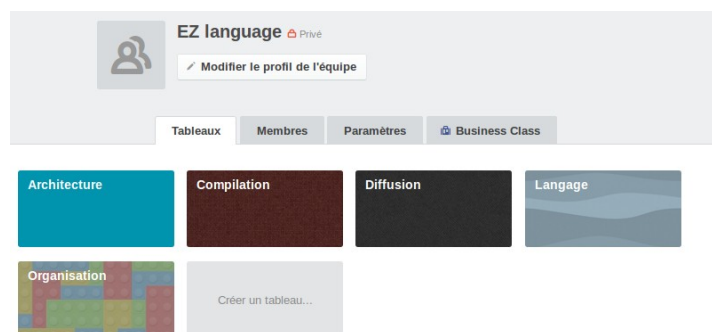 EZ language Privé
Modifier le profil de l'équipe
Tableaux Membres Paramètres Business Class
Architecture Compilation Diffusion Langage
Organisation Créer un tableau...